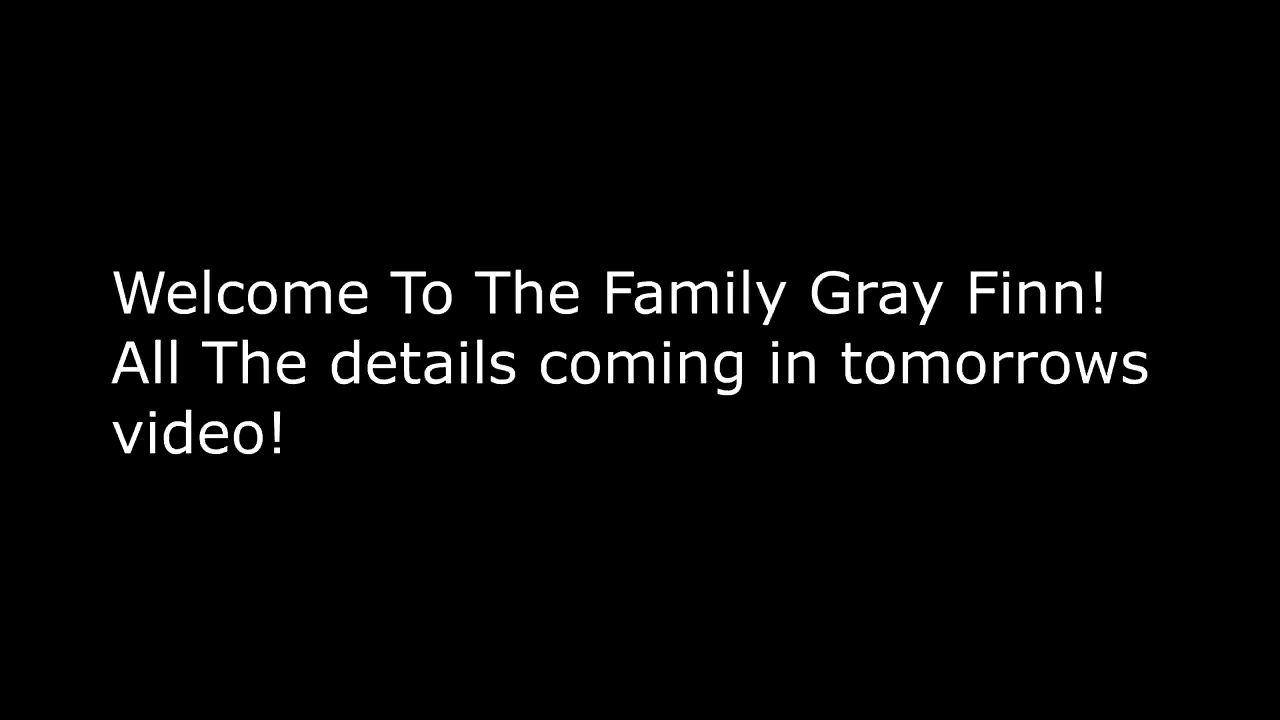 Welcome To The Family Gray Finn!
All The details coming in tomorrows
video!